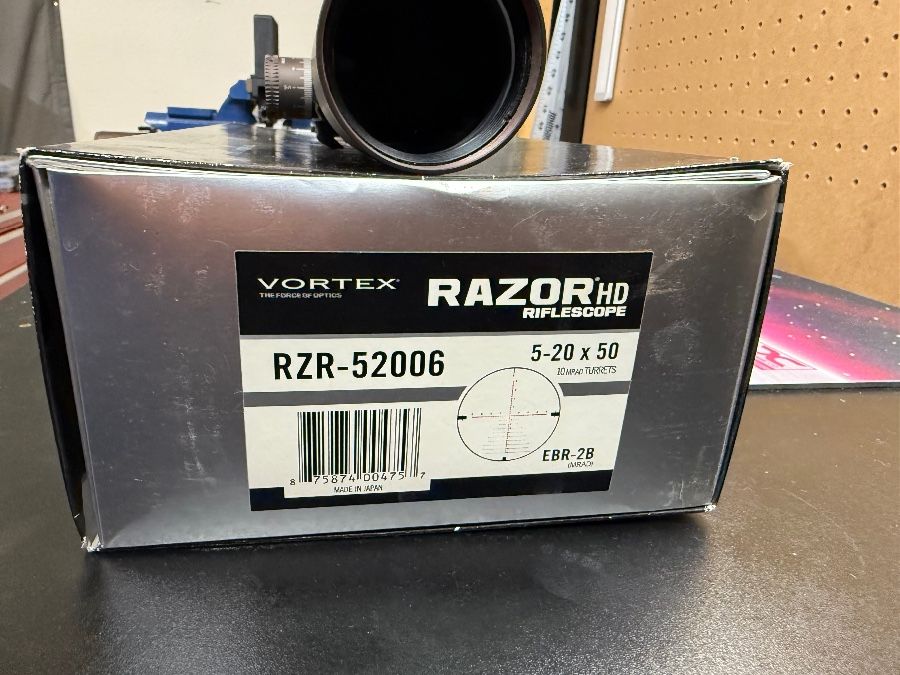 VORTEX®
THE FORCE OF OPTICS
RAZOR® HD
RIFLESCOPE
RZR-52006
5-20 x 50
10 MRAD TURRETS
EBR-2B
(MRAD)
8 75874 00475 7
MADE IN JAPAN